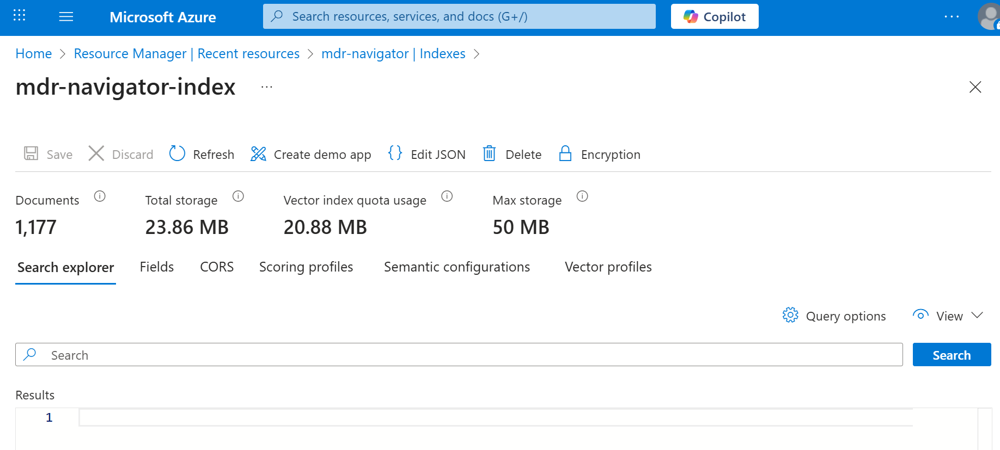 Microsoft Azure
Search resources, services, and docs (G+/)
Copilot
Home > Resource Manager | Recent resources > mdr-navigator | Indexes >
mdr-navigator-index
Save Discard Refresh Create demo app Edit JSON Delete Encryption
Documents Total storage Vector index quota usage Max storage
1,177 23.86 MB 20.88 MB 50 MB
Search explorer Fields CORS Scoring profiles Semantic configurations Vector profiles
Query options View
Search Search
Results
1